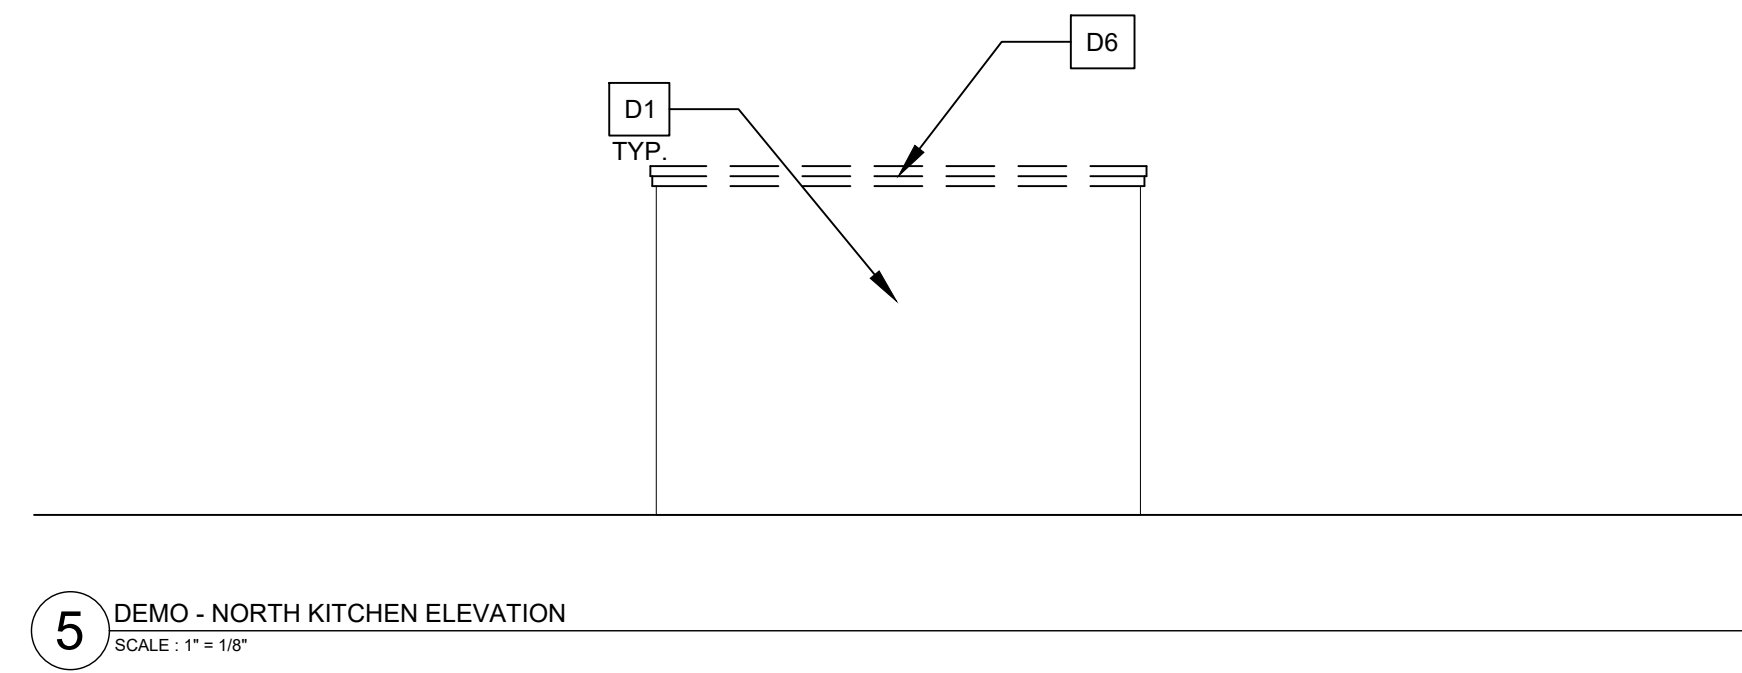 D6
D1
TYP.
5
DEMO - NORTH KITCHEN ELEVATION
SCALE : 1" = 1/8"